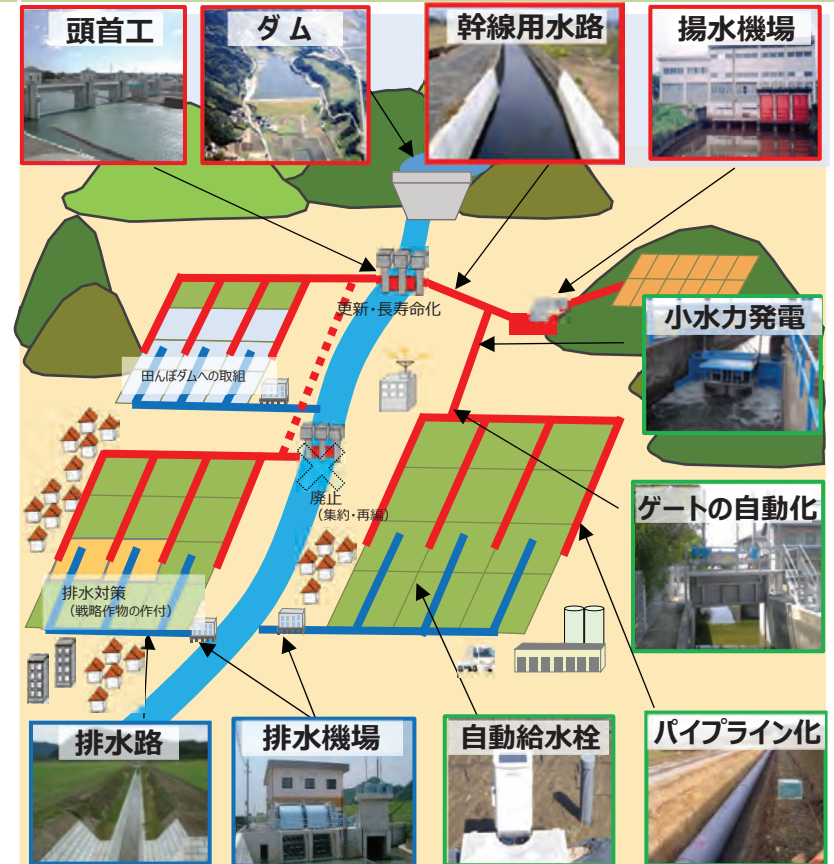 頭首工
ダム
幹線用水路
揚水機場
更新・長寿命化
小水力発電
田んぼダムへの取組
廃止
（集約・再編）
ゲートの自動化
排水対策
（戦略作物の作付）
排水路
排水機場
自動給水栓
パイプライン化